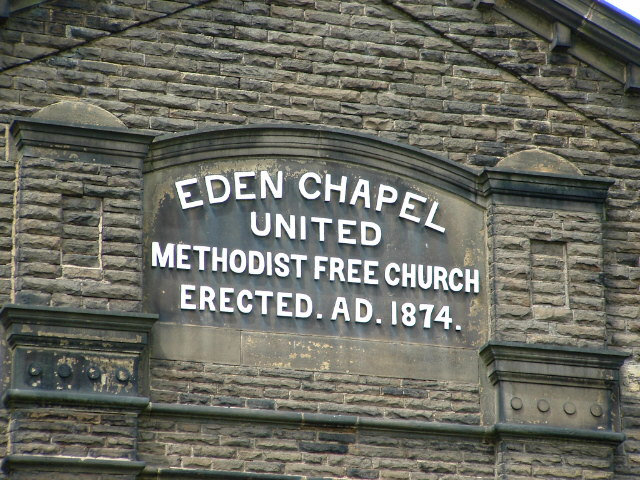 EDEN CHAPEL
UNITED
METHODIST FREE CHURCH
ERECTED. AD. 1874.